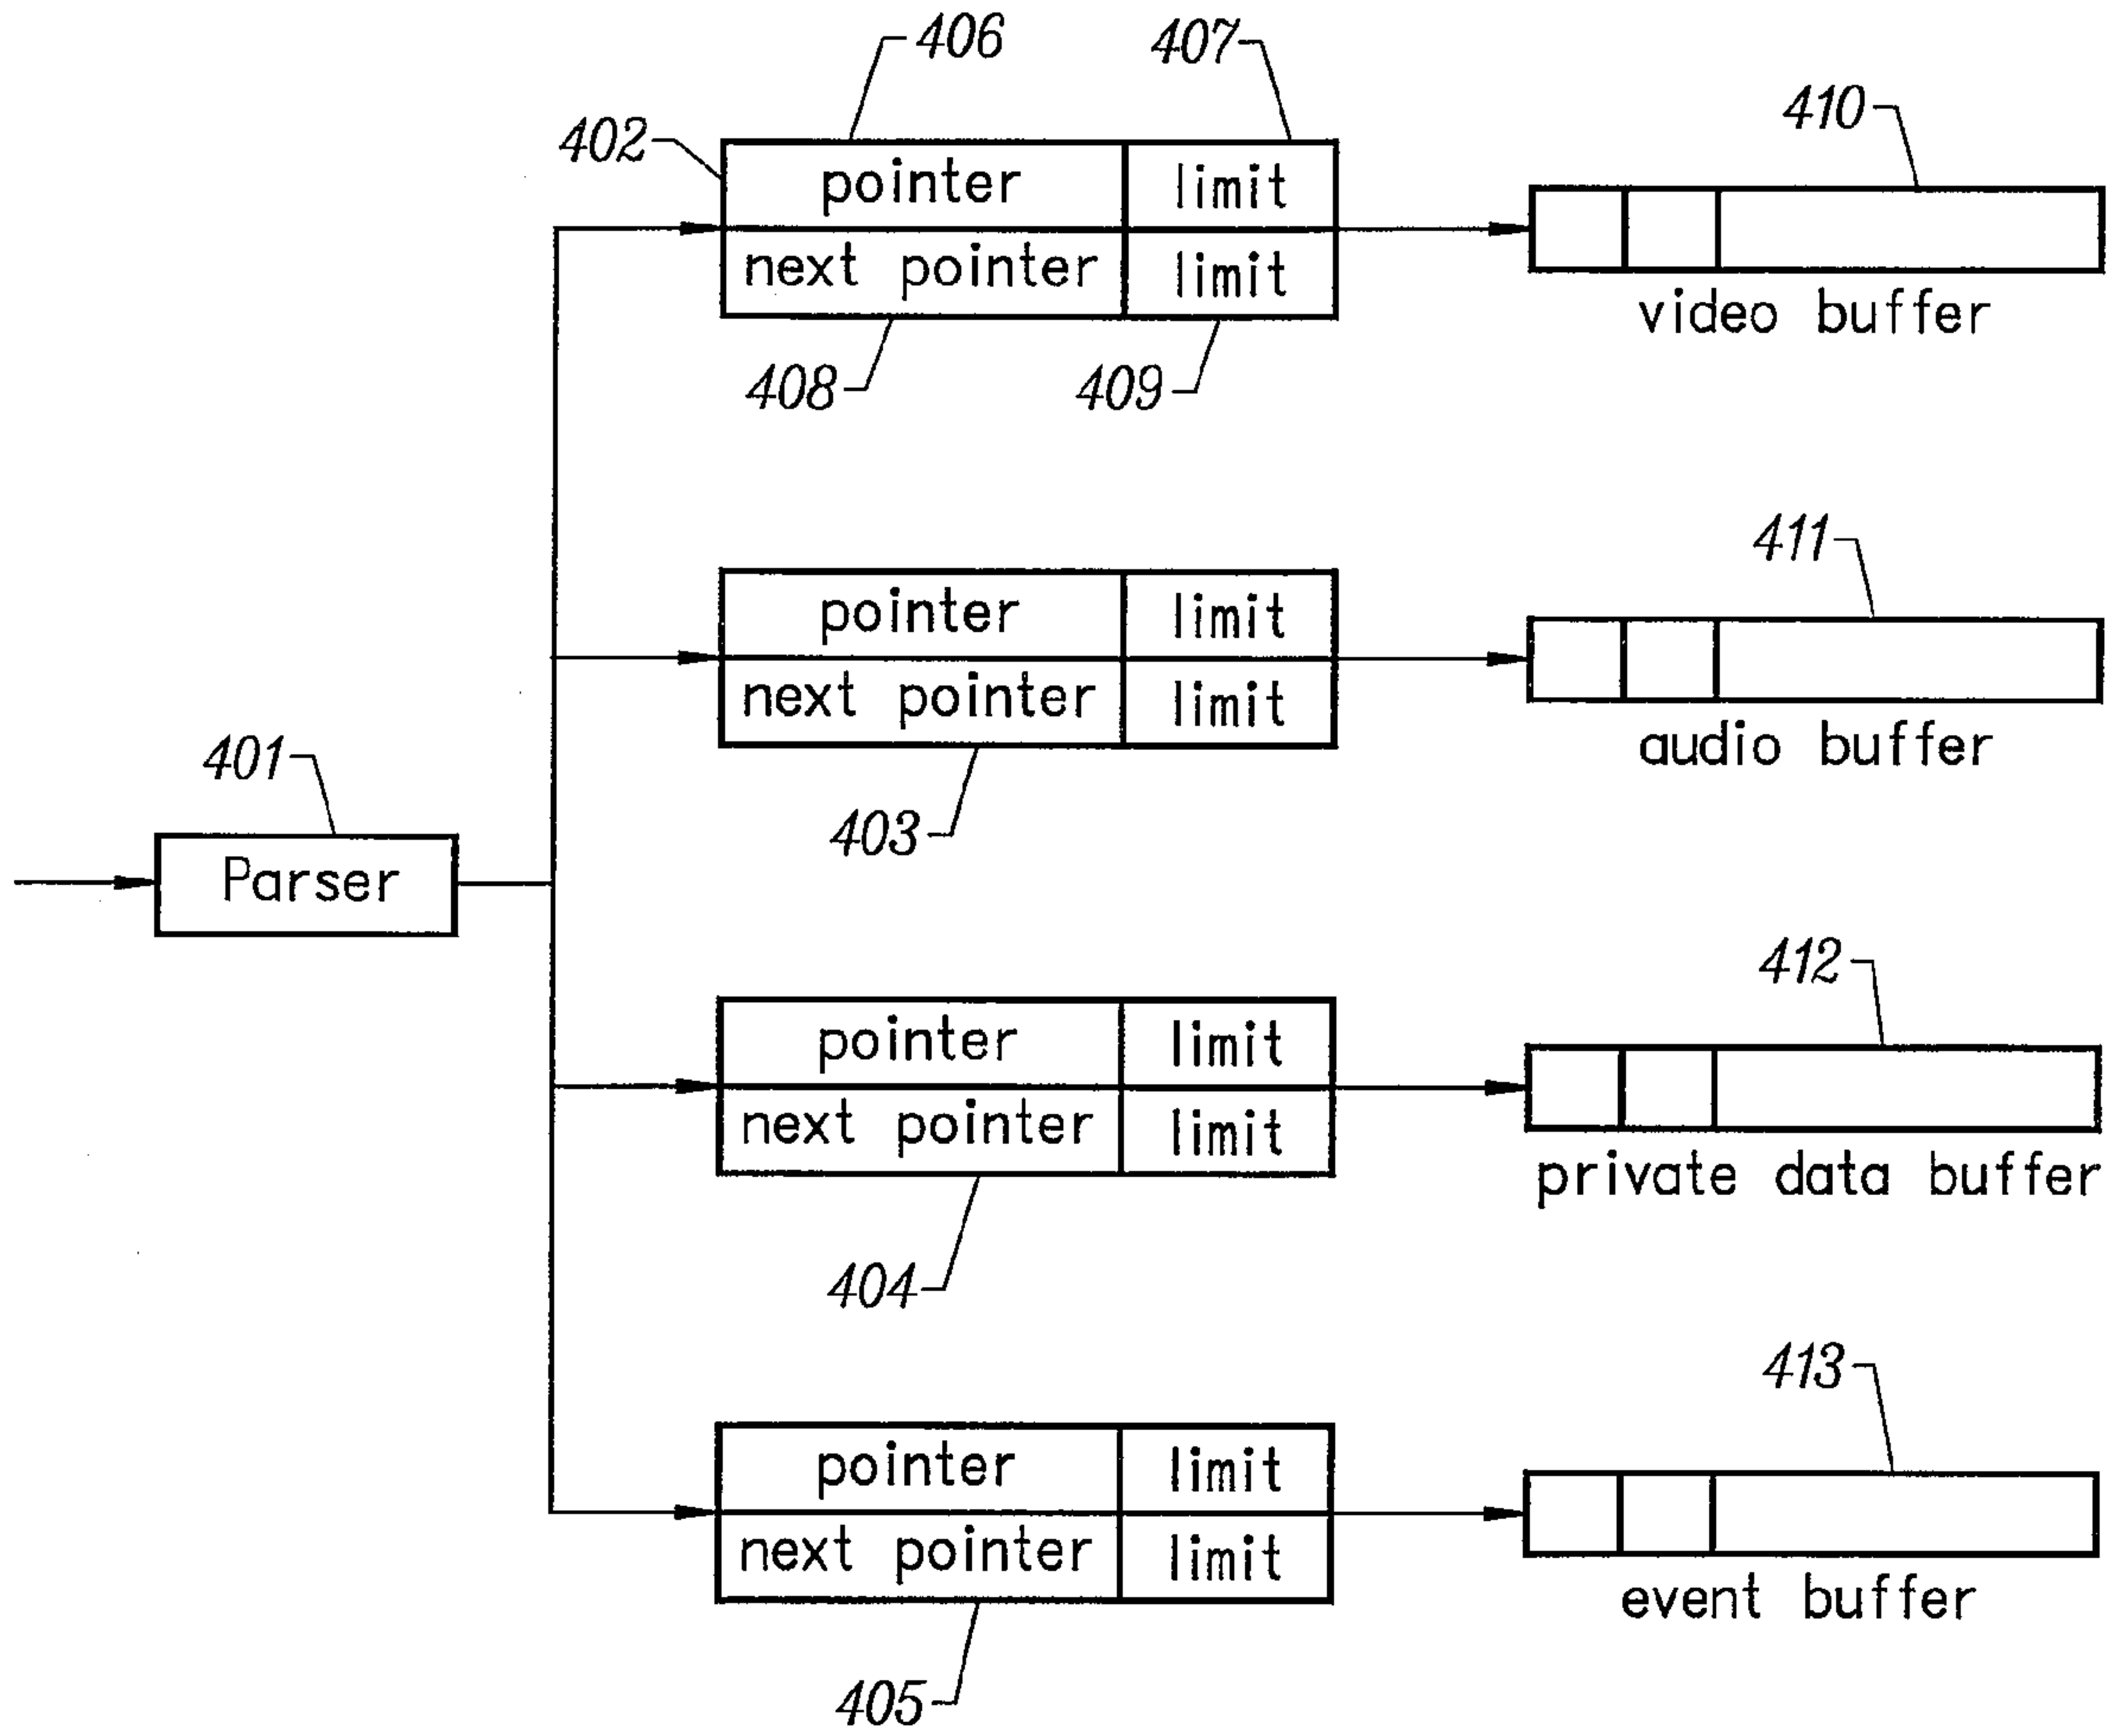 406
407
402
410
pointer limit
next pointer limit
video buffer
408
409
411
pointer limit
next pointer limit
audio buffer
401
403
Parser
412
pointer limit
next pointer limit
private data buffer
404
413
pointer limit
next pointer limit
event buffer
405